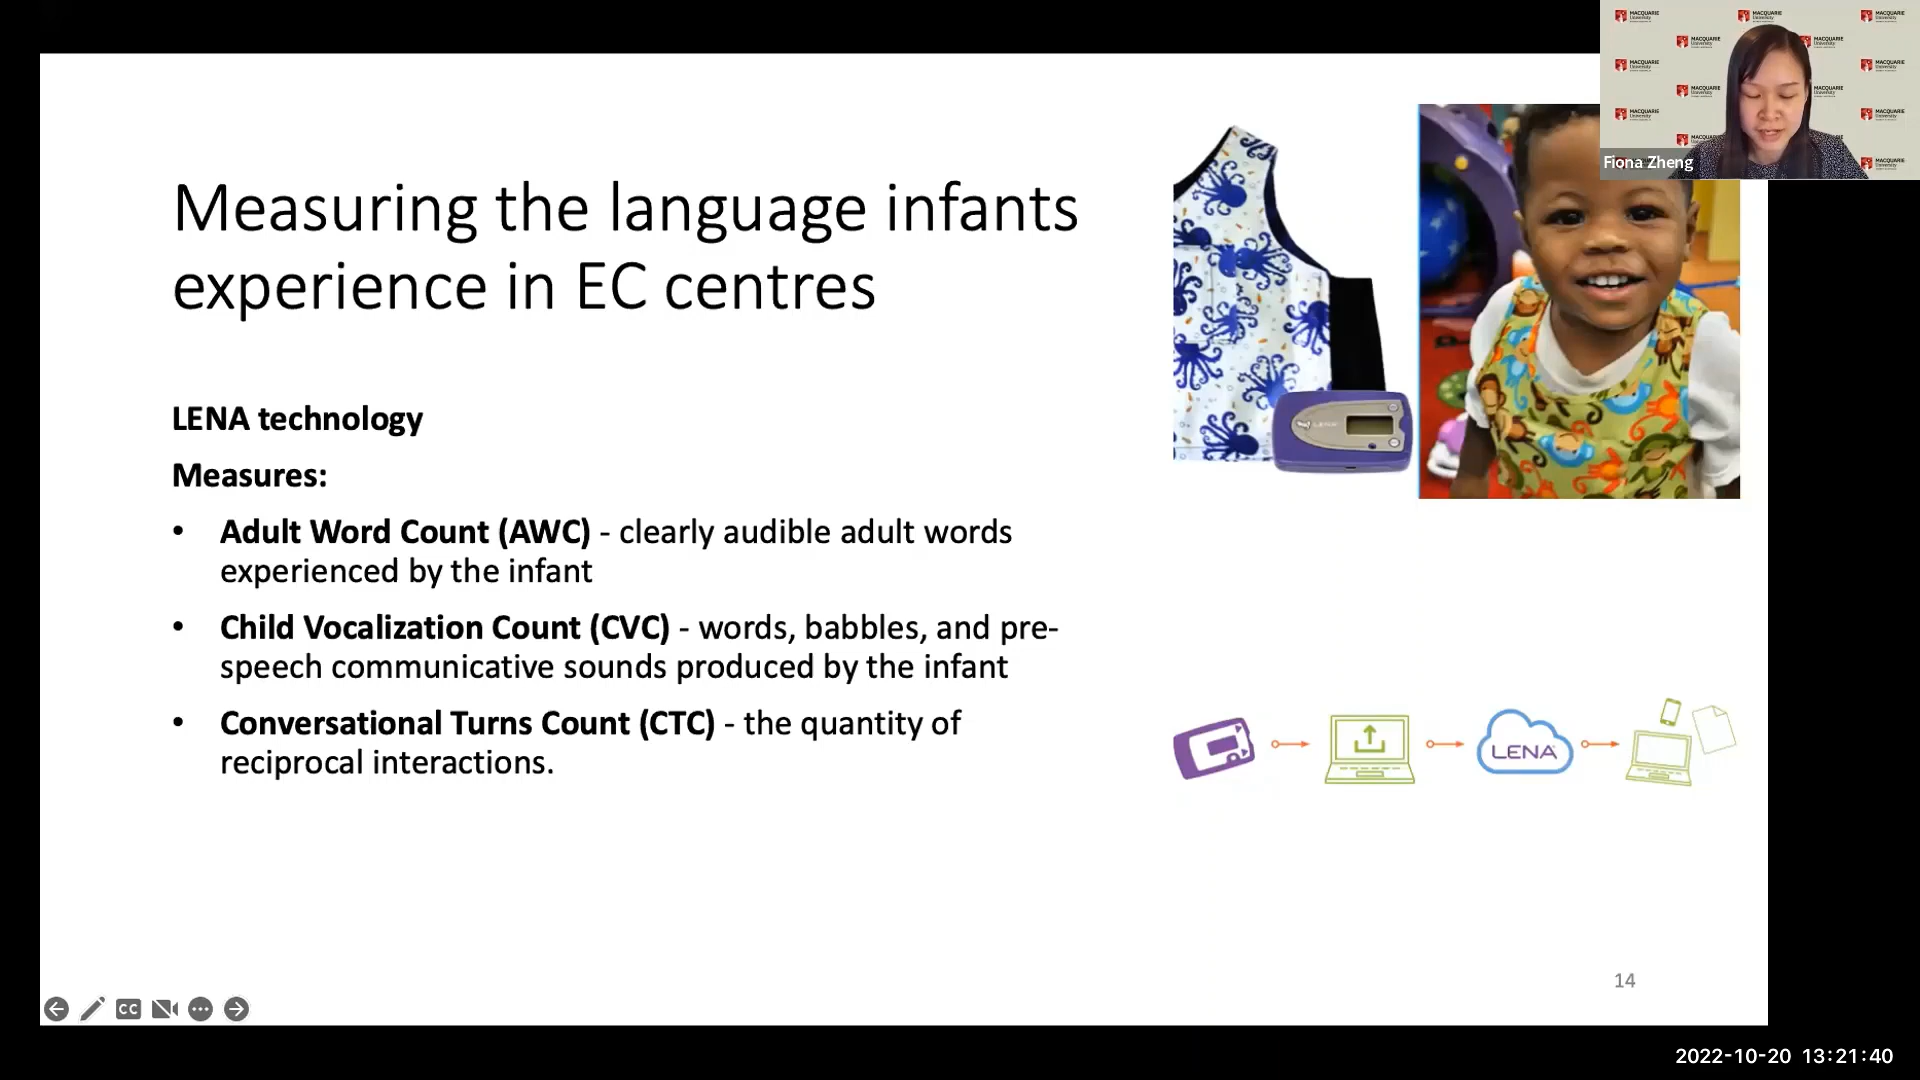 MACQUARIE
University
Fiona Zheng
Measuring the language infants
experience in EC centres
LENA technology
Measures:
• Adult Word Count (AWC) - clearly audible adult words
experienced by the infant
• Child Vocalization Count (CVC) - words, babbles, and pre-
speech communicative sounds produced by the infant
• Conversational Turns Count (CTC) - the quantity of
reciprocal interactions.
LENA
LENA
14
CC
2022-10-20 13:21:40